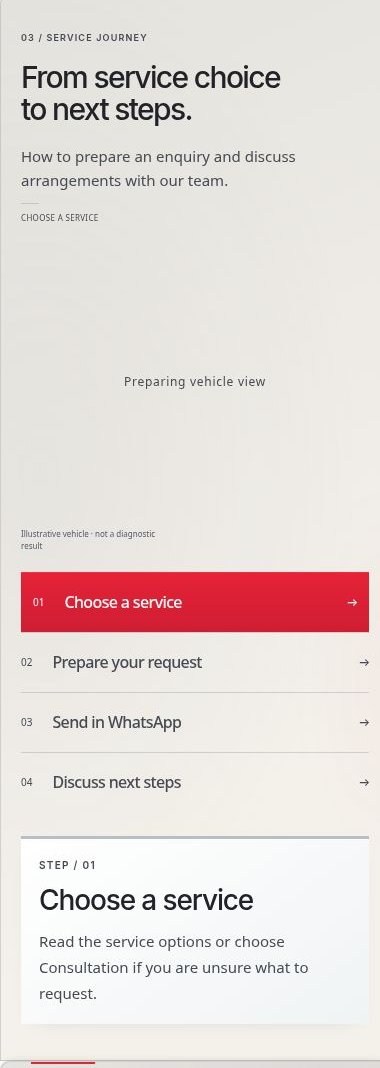 03 / SERVICE JOURNEY
From service choice
to next steps.
How to prepare an enquiry and discuss
arrangements with our team.
CHOOSE A SERVICE
Preparing vehicle view
Illustrative vehicle · not a diagnostic
result
01 Choose a service →
02 Prepare your request →
03 Send in WhatsApp →
04 Discuss next steps →
STEP / 01
Choose a service
Read the service options or choose
Consultation if you are unsure what to
request.